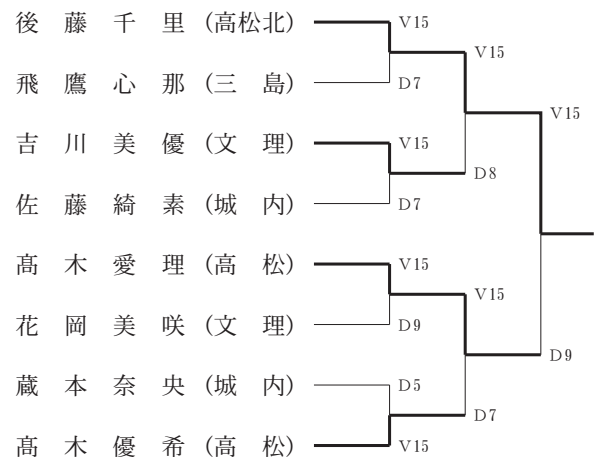 後藤千里(高松北) V15
V15
飛鷹心那(三島) D7
V15
吉川美優(文理) V15
D8
佐藤綺素(城内) D7
髙木愛理(高松) V15
V15
花岡美咲(文理) D9
D9
蔵本奈央(城内) D5
D7
髙木優希(高松) V15